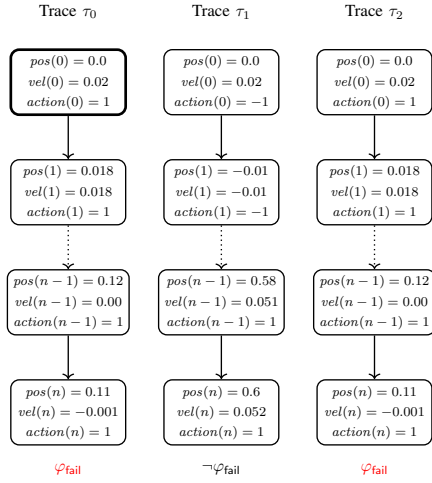 Trace τ₀
pos(0) = 0.0
vel(0) = 0.02
action(0) = 1
pos(1) = 0.018
vel(1) = 0.018
action(1) = 1
pos(n − 1) = 0.12
vel(n − 1) = 0.00
action(n − 1) = 1
pos(n) = 0.11
vel(n) = −0.001
action(n) = 1
φfail
Trace τ₁
pos(0) = 0.0
vel(0) = 0.02
action(0) = −1
pos(1) = −0.01
vel(1) = −0.01
action(1) = −1
pos(n − 1) = 0.58
vel(n − 1) = 0.051
action(n − 1) = 1
pos(n) = 0.6
vel(n) = 0.052
action(n) = 1
¬φfail
Trace τ₂
pos(0) = 0.0
vel(0) = 0.02
action(0) = 1
pos(1) = 0.018
vel(1) = 0.018
action(1) = 1
pos(n − 1) = 0.12
vel(n − 1) = 0.00
action(n − 1) = 1
pos(n) = 0.11
vel(n) = −0.001
action(n) = 1
φfail